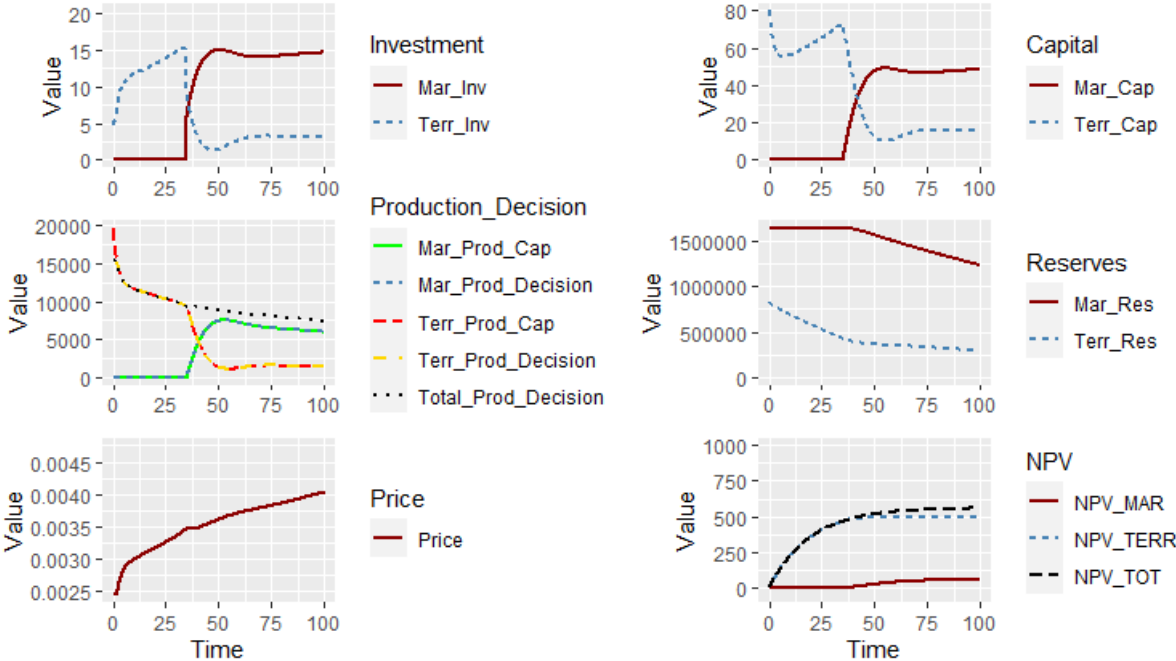 20
15
10
5
0
Value
0 25 50 75 100
Investment
Mar_Inv
Terr_Inv
80
60
40
20
0
Value
0 25 50 75 100
Capital
Mar_Cap
Terr_Cap
20000
15000
10000
5000
0
Value
0 25 50 75 100
Production_Decision
Mar_Prod_Cap
Mar_Prod_Decision
Terr_Prod_Cap
Terr_Prod_Decision
Total_Prod_Decision
1500000
1000000
500000
0
Value
0 25 50 75 100
Reserves
Mar_Res
Terr_Res
0.0045
0.0040
0.0035
0.0030
0.0025
Value
0 25 50 75 100
Time
Price
Price
1000
750
500
250
0
Value
0 25 50 75 100
Time
NPV
NPV_MAR
NPV_TERR
NPV_TOT